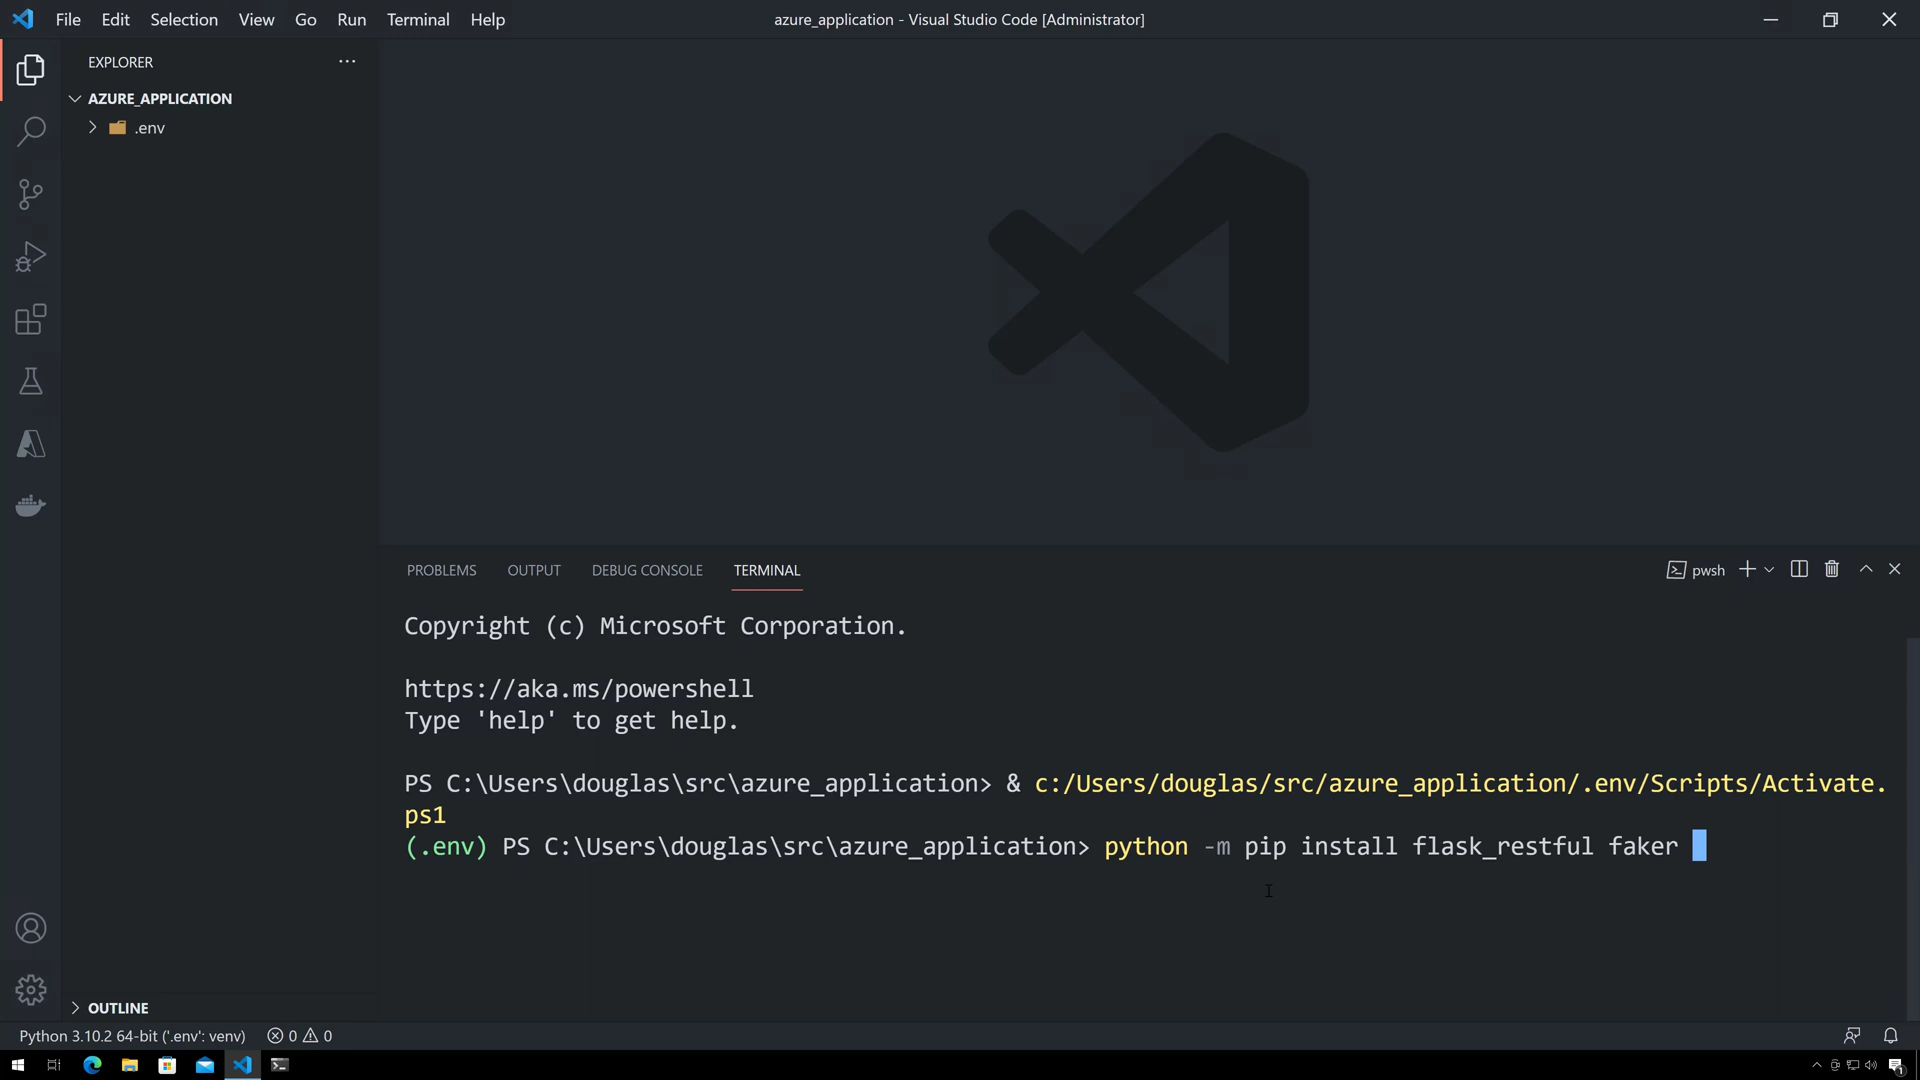 File Edit Selection View Go Run Terminal Help
azure_application - Visual Studio Code [Administrator]
EXPLORER
AZURE_APPLICATION
.env
PROBLEMS OUTPUT DEBUG CONSOLE TERMINAL
pwsh
Copyright (c) Microsoft Corporation.
https://aka.ms/powershell
Type 'help' to get help.
PS C:\Users\douglas\src\azure_application> & c:/Users/douglas/src/azure_application/.env/Scripts/Activate.
ps1
(.env) PS C:\Users\douglas\src\azure_application> python -m pip install flask_restful faker
OUTLINE
Python 3.10.2 64-bit ('.env': venv) 0 0
1